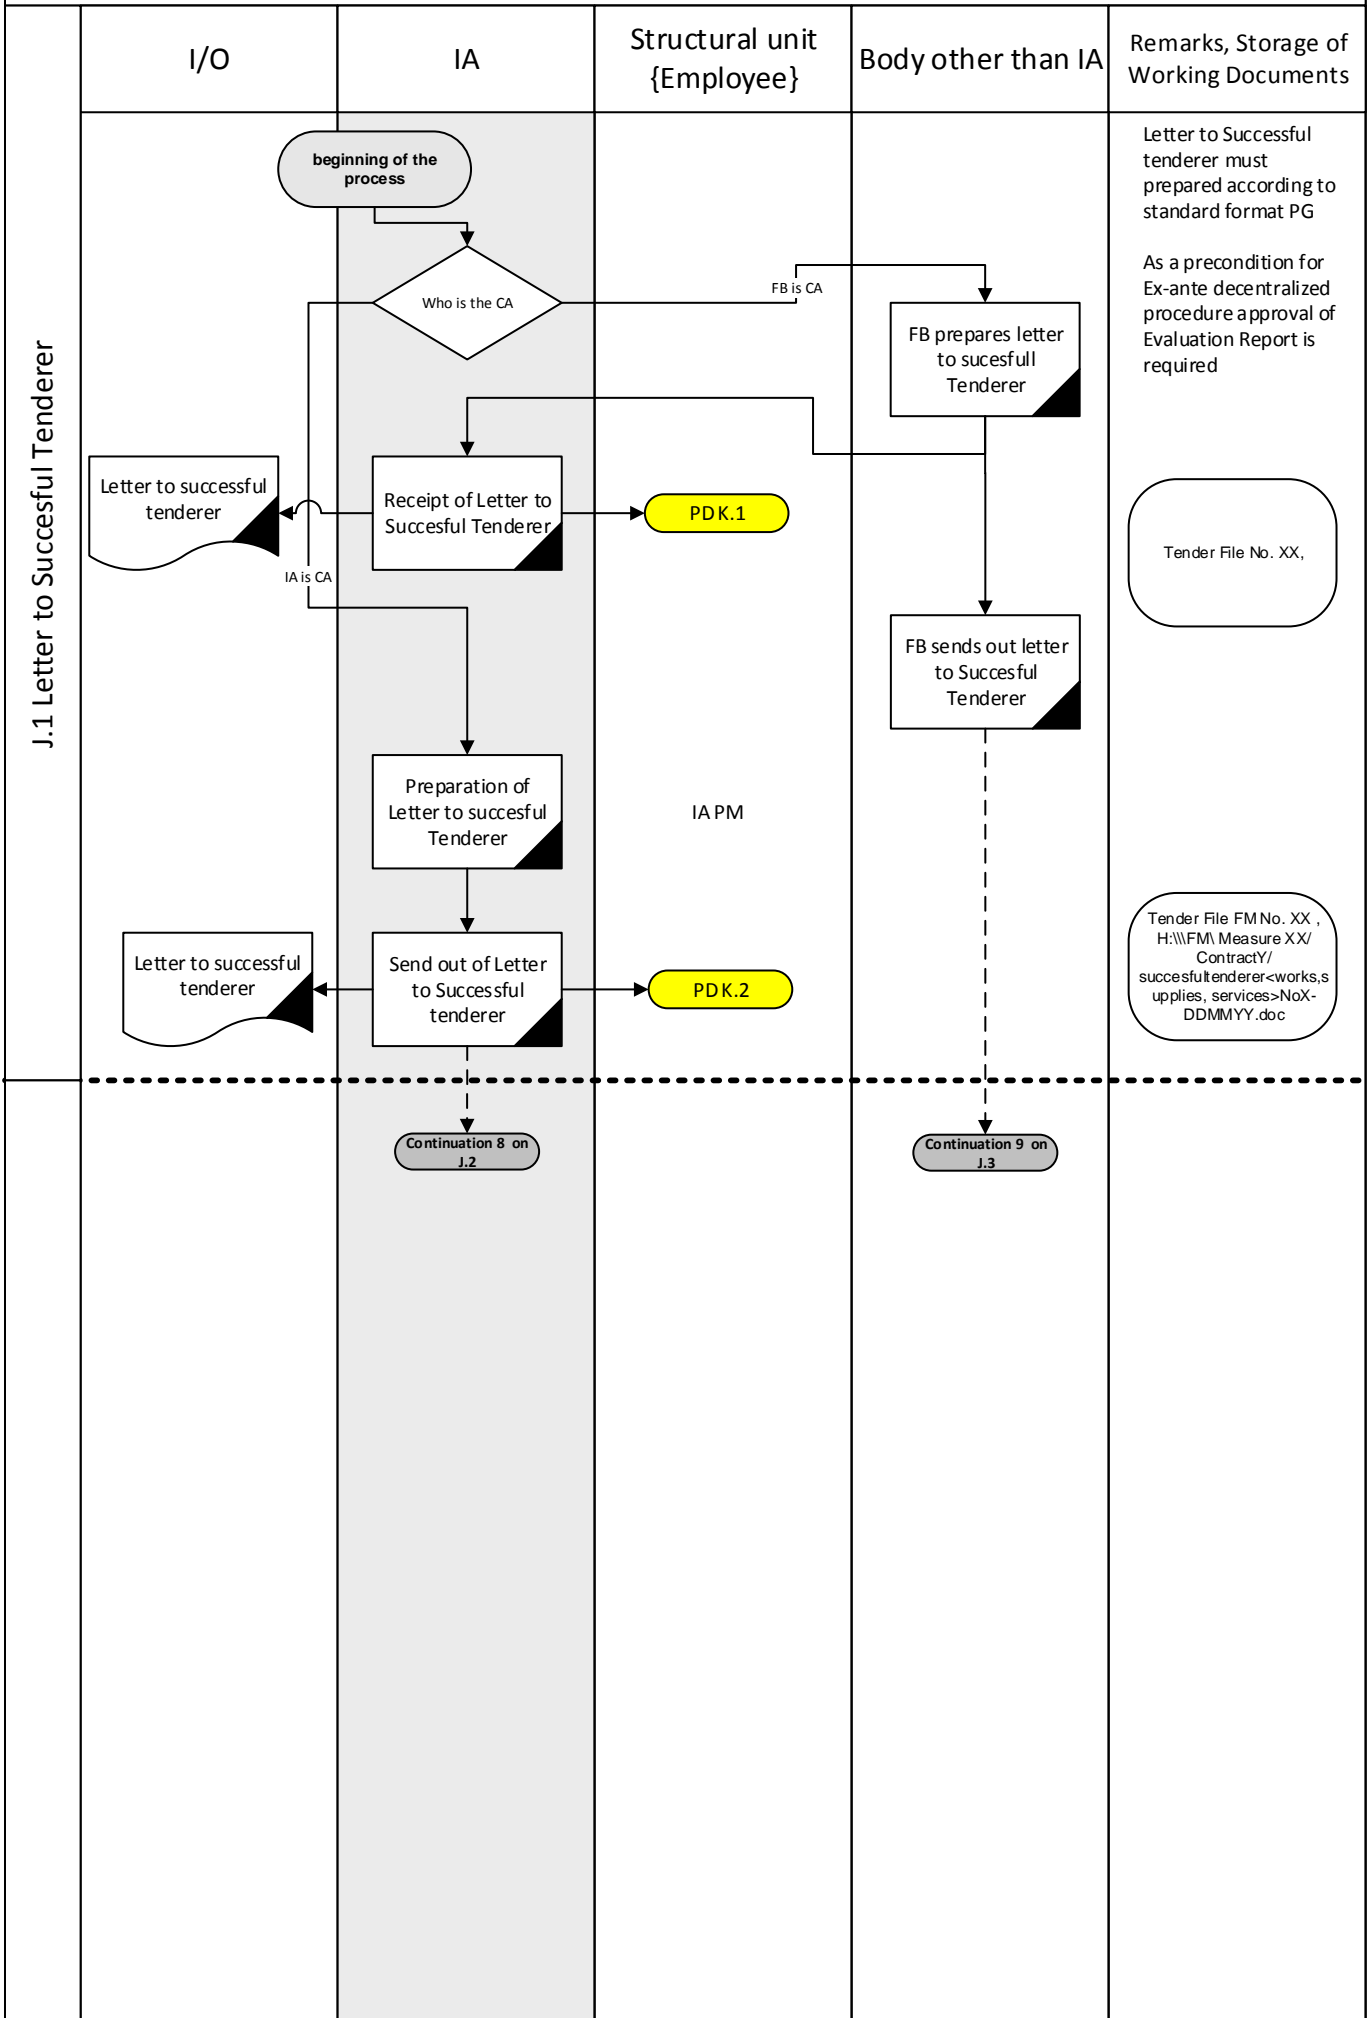 I/O
IA
Structural unit
{Employee}
Body other than IA
Remarks, Storage of
Working Documents
J.1 Letter to Succesful Tenderer
beginning of the
process
Letter to Successful
tenderer must
prepared according to
standard format PG
As a precondition for
Ex-ante decentralized
procedure approval of
Evaluation Report is
required
Who is the CA
FB is CA
FB prepares letter
to sucesfull
Tenderer
Letter to successful
tenderer
Receipt of Letter to
Succesful Tenderer
PDK.1
Tender File No. XX,
IA is CA
FB sends out letter
to Succesful
Tenderer
Preparation of
Letter to succesful
Tenderer
IA PM
Letter to successful
tenderer
Send out of Letter
to Successful
tenderer
PDK.2
Tender File FM No. XX ,
H:\\\FM\ Measure XX/
ContractY/
succesfultenderer<works,s
upplies, services>NoX-
DDMMYY.doc
Continuation 8 on
J.2
Continuation 9 on
J.3